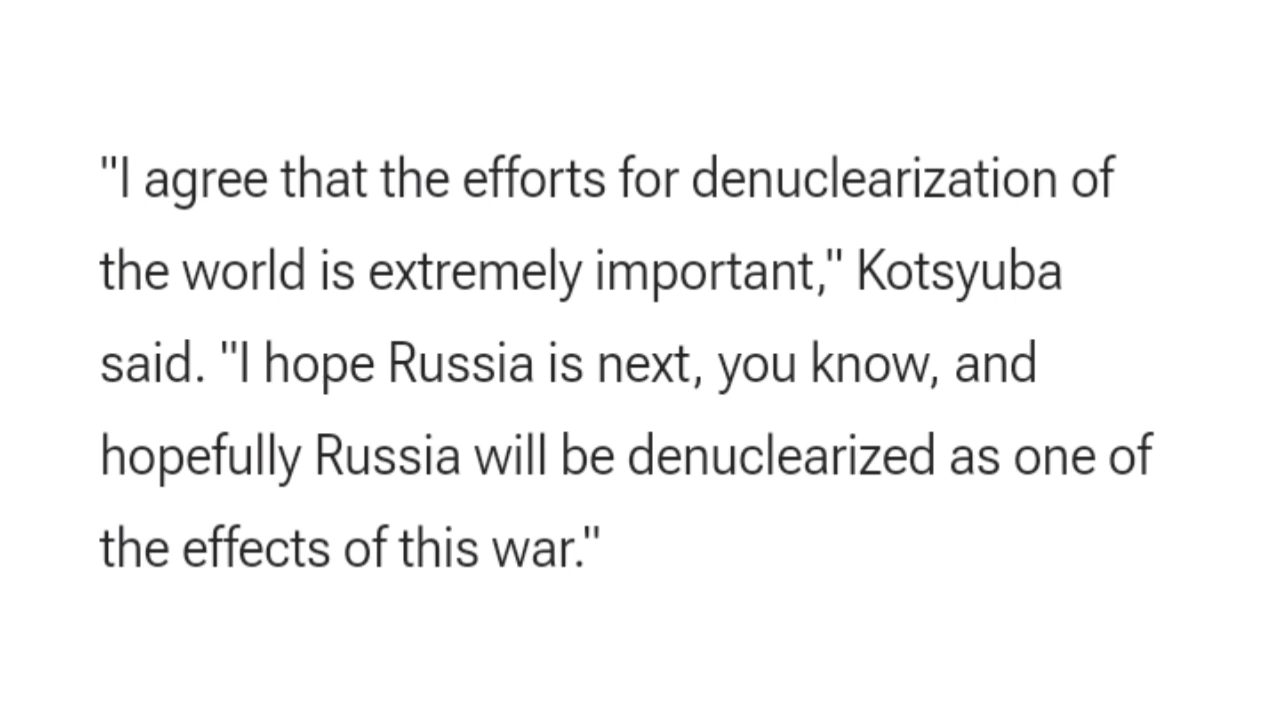 "I agree that the efforts for denuclearization of
the world is extremely important," Kotsyuba
said. "I hope Russia is next, you know, and
hopefully Russia will be denuclearized as one of
the effects of this war."